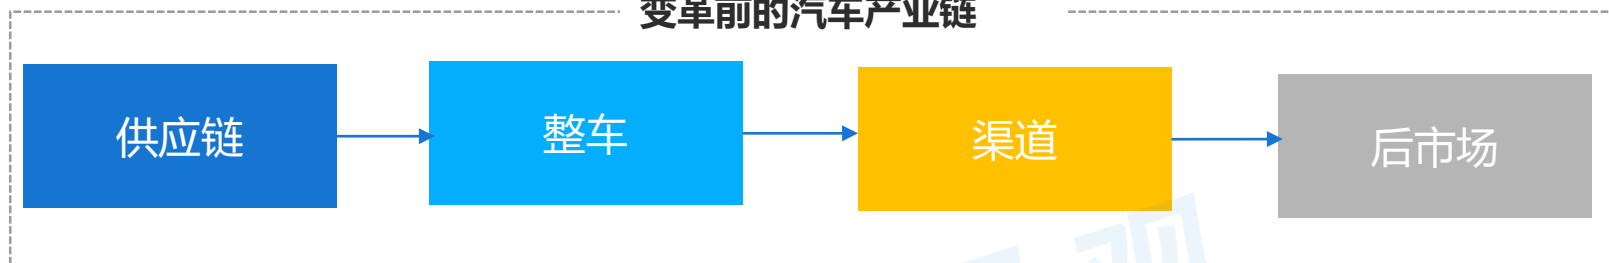 变革前的汽车产业链
供应链
整车
渠道
后市场